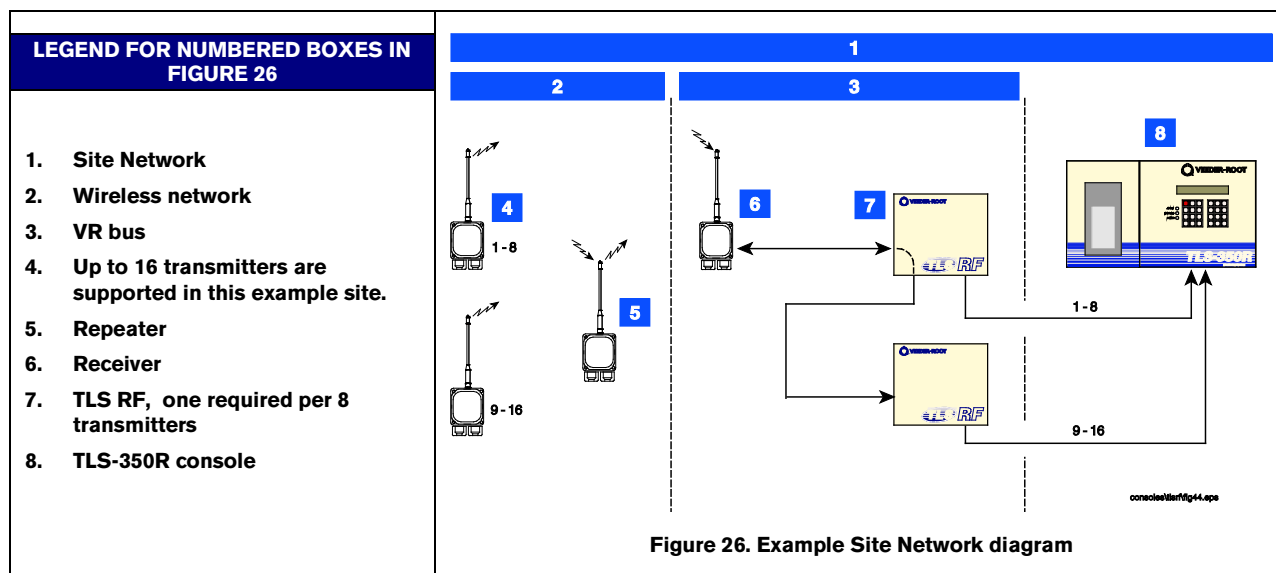 LEGEND FOR NUMBERED BOXES IN
FIGURE 26
1. Site Network
2. Wireless network
3. VR bus
4. Up to 16 transmitters are
supported in this example site.
5. Repeater
6. Receiver
7. TLS RF, one required per 8
transmitters
8. TLS-350R console
1
2
3
4
1-8
5
9-16
6
7
VEEDER-ROOT
TLS RF
VEEDER-ROOT
TLS RF
8
VEEDER-ROOT
TLS-350R
1-8
9-16
consoles\tlsrf\fig44.eps
Figure 26. Example Site Network diagram